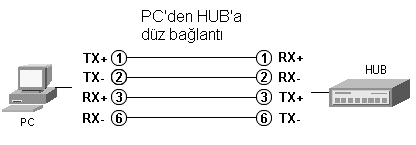 PC'den HUB'a
düz bağlantı
TX+ 1 1 RX+
TX- 2 2 RX-
RX+ 3 3 TX+
RX- 6 6 TX-
PC
HUB